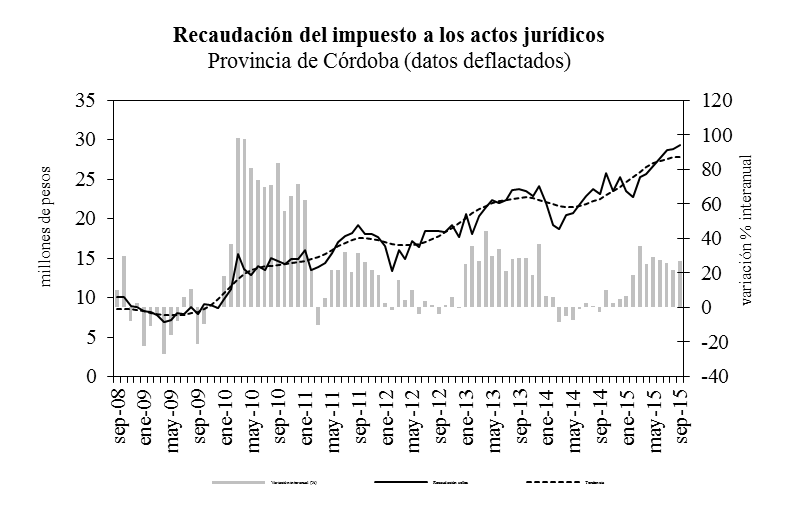 Recaudación del impuesto a los actos jurídicos
Provincia de Córdoba (datos deflactados)
millones de pesos
35
30
25
20
15
10
5
0
120
100
80
60
40
20
0
-20
-40
variación % interanual
sep-08
ene-09
may-09
sep-09
ene-10
may-10
sep-10
ene-11
may-11
sep-11
ene-12
may-12
sep-12
ene-13
may-13
sep-13
ene-14
may-14
sep-14
ene-15
may-15
sep-15
Variación interanual (%)
Recaudación
Tendencia